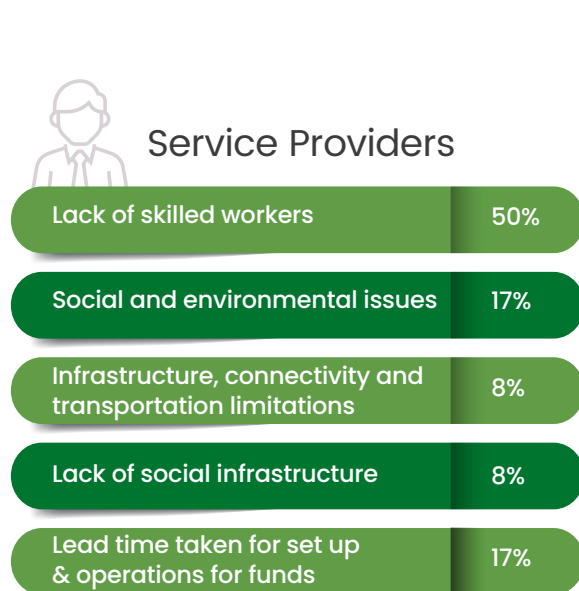 Service Providers
Lack of skilled workers 50%
Social and environmental issues 17%
Infrastructure, connectivity and
transportation limitations 8%
Lack of social infrastructure 8%
Lead time taken for set up
& operations for funds 17%